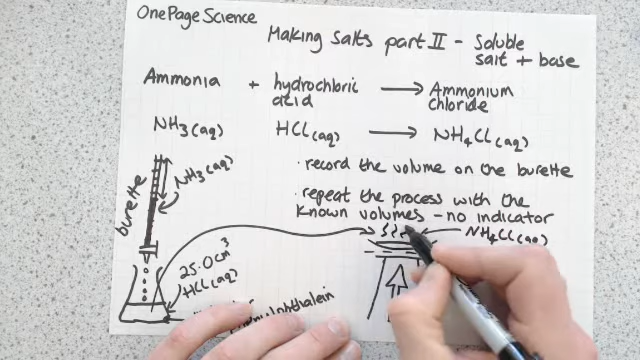 OnePage Science
Making Salts part II - Soluble
salt + base
Ammonia + hydrochloric acid → Ammonium chloride
NH₃(aq) HCl(aq) → NH₄Cl(aq)
· record the volume on the burette
· repeat the process with the
known volumes - no indicator
burette
NH₃(aq)
25.0cm³
HCl(aq)
NH₄Cl(aq)